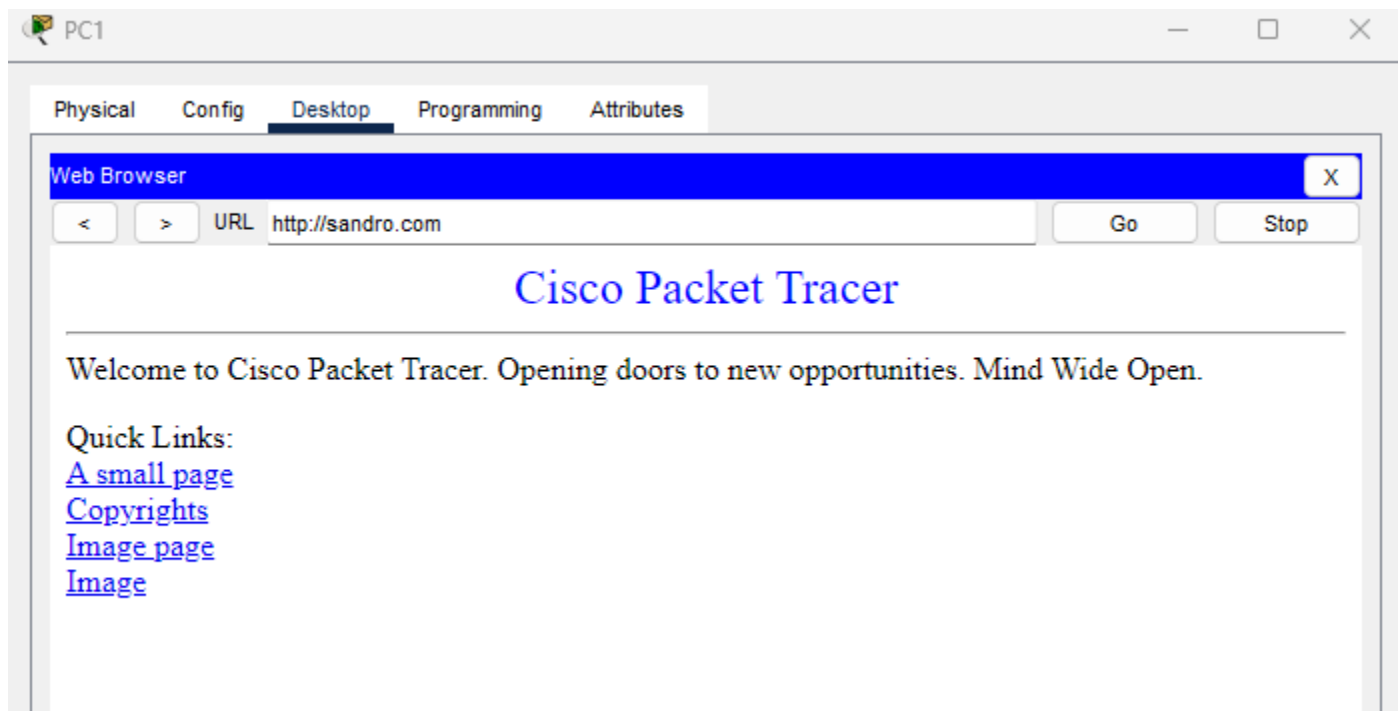 PC1
Physical Config Desktop Programming Attributes
Web Browser X
< > URL http://sandro.com Go Stop
Cisco Packet Tracer
Welcome to Cisco Packet Tracer. Opening doors to new opportunities. Mind Wide Open.
Quick Links:
A small page
Copyrights
Image page
Image